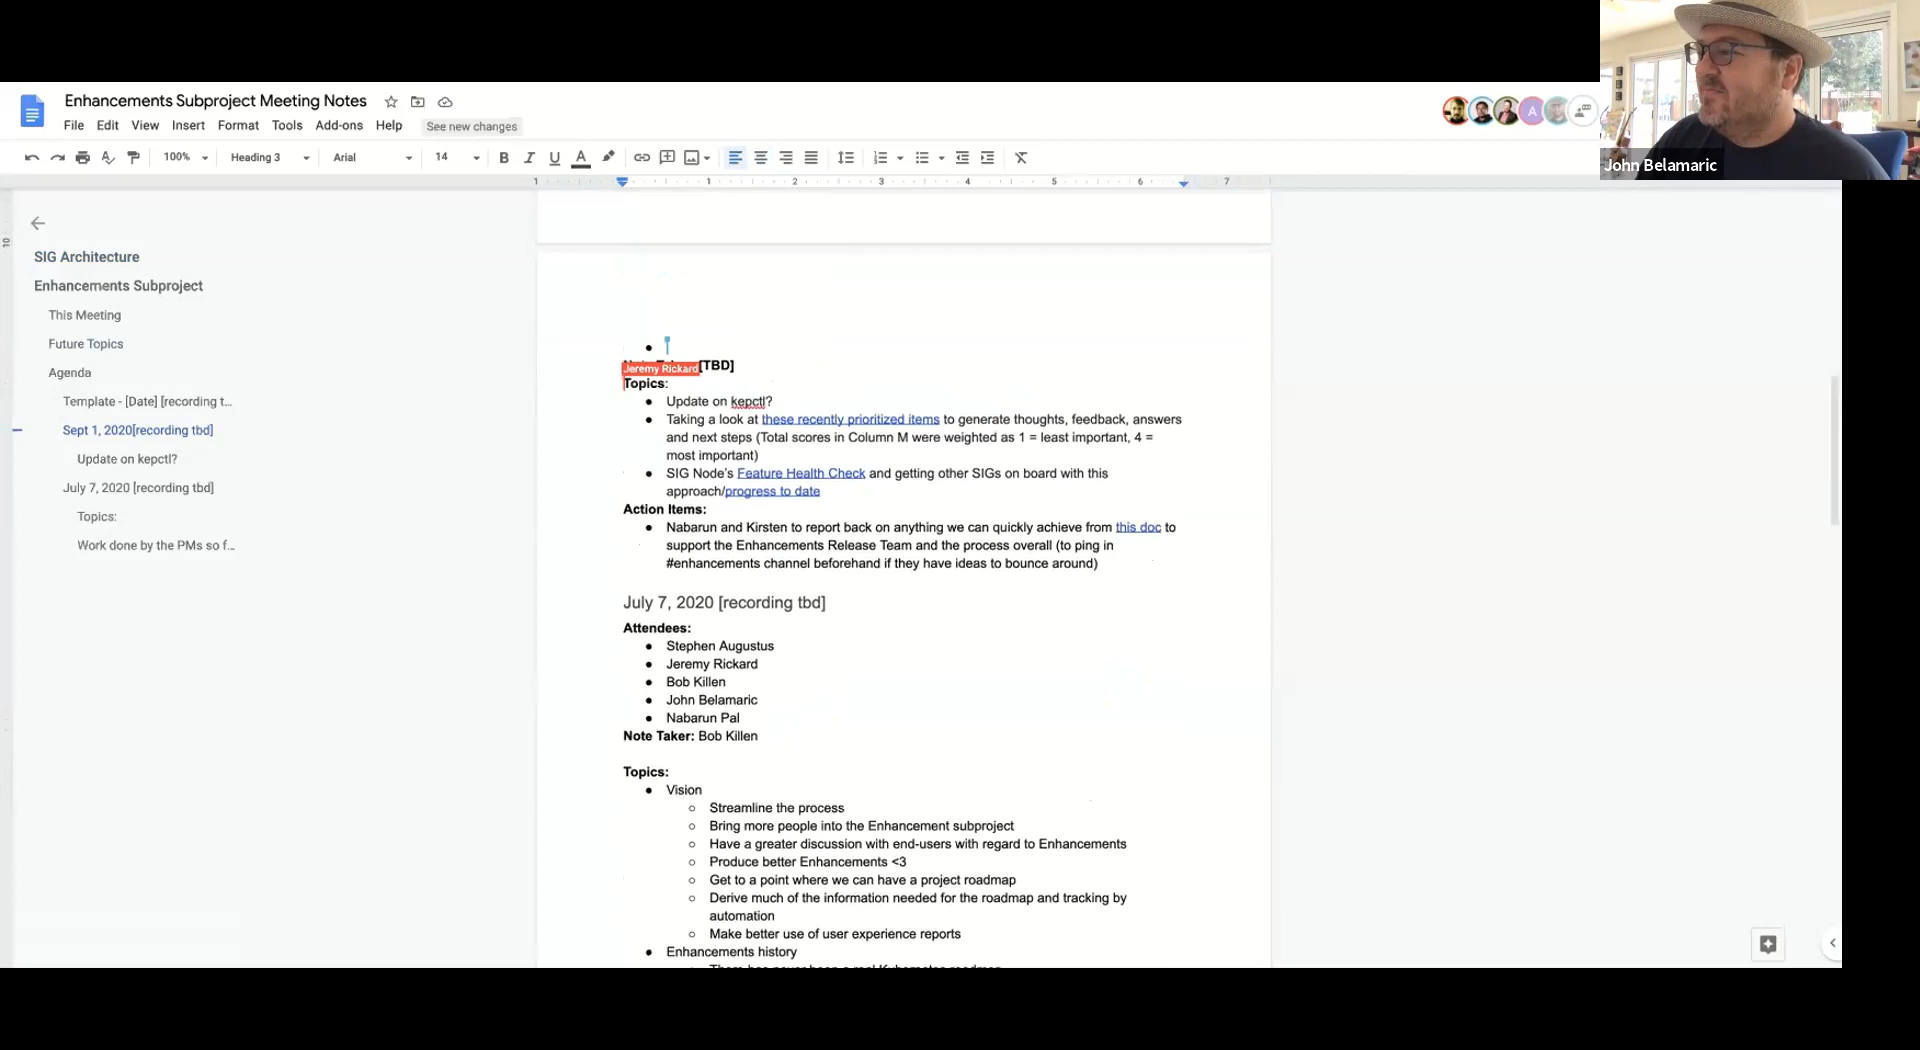 Enhancements Subproject Meeting Notes
File Edit View Insert Format Tools Add-ons Help See new changes
A
John Belamaric
100% Heading 3 Arial 14 B I U A
1 1 2 3 4 5 6 7
10
SIG Architecture
Enhancements Subproject
This Meeting
Future Topics
Agenda
Template - [Date] [recording t...
Sept 1, 2020[recording tbd]
Update on kepctl?
July 7, 2020 [recording tbd]
Topics:
Work done by the PMs so f...
Jeremy Rickard [TBD]
Topics:
Update on kepctl?
Taking a look at these recently prioritized items to generate thoughts, feedback, answers
and next steps (Total scores in Column M were weighted as 1 = least important, 4 =
most important)
SIG Node's Feature Health Check and getting other SIGs on board with this
approach/progress to date
Action Items:
Nabarun and Kirsten to report back on anything we can quickly achieve from this doc to
support the Enhancements Release Team and the process overall (to ping in
#enhancements channel beforehand if they have ideas to bounce around)
July 7, 2020 [recording tbd]
Attendees:
Stephen Augustus
Jeremy Rickard
Bob Killen
John Belamaric
Nabarun Pal
Note Taker: Bob Killen
Topics:
Vision
Streamline the process
Bring more people into the Enhancement subproject
Have a greater discussion with end-users with regard to Enhancements
Produce better Enhancements <3
Get to a point where we can have a project roadmap
Derive much of the information needed for the roadmap and tracking by
automation
Make better use of user experience reports
Enhancements history